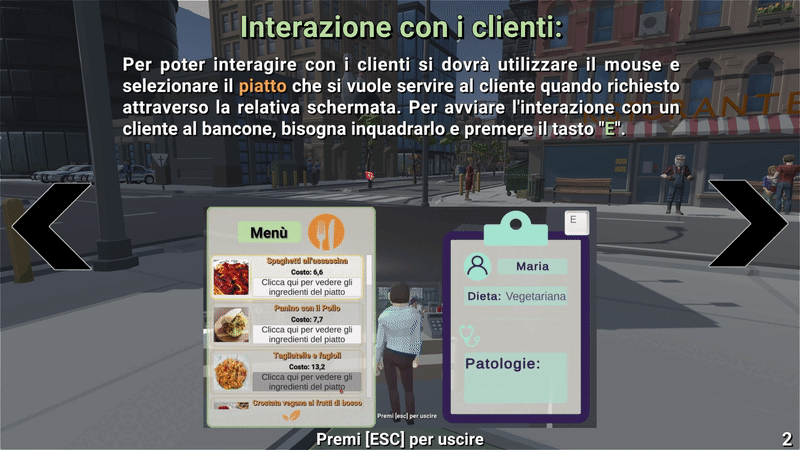 Interazione con i clienti:
Per poter interagire con i clienti si dovrà utilizzare il mouse e
selezionare il piatto che si vuole servire al cliente quando richiesto
attraverso la relativa schermata. Per avviare l'interazione con un
cliente al bancone, bisogna inquadrarlo e premere il tasto "E".
ANTE
Menù
Spaghetti all'assassina
Costo: 6,6
Clicca qui per vedere gli
ingredienti del piatto
Panino con il Pollo
Costo: 7,7
Clicca qui per vedere gli
ingredienti del piatto
Tagliatelle e fagioli
Costo: 13,2
Clicca qui per vedere gli
ingredienti del piatto
Crostata vegana ai frutti di bosco
E
Maria
Dieta: Vegetariana
Patologie:
Premi [esc] per uscire
Premi [ESC] per uscire
2